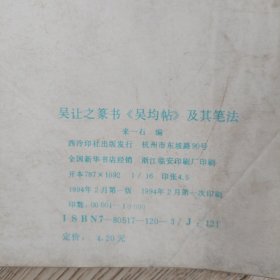 吴让之篆书《吴均帖》及其笔法
来一石 编
西泠印社出版发行 杭州市东坡路90号
全国新华书店经销 浙江临安印刷厂印刷
开本787×1092 1/16 印张4.5
1994年2月第一版 1994年2月第一次印刷
印数：00 001—10 000
ISBN7—80517—120—3/J·121
定价：4.20元